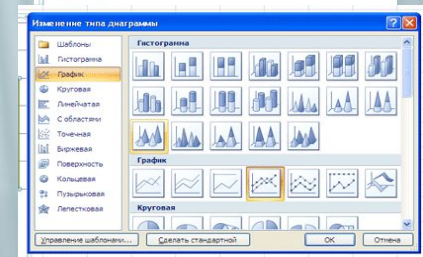 Изменение типа диаграммы
Шаблоны
Гистограмма
График
Круговая
Линейчатая
С областями
Точечная
Биржевая
Поверхность
Кольцевая
Пузырьковая
Лепестковая
Гистограмма
График
Круговая
Управление шаблонами...
Сделать стандартной
ОК
Отмена